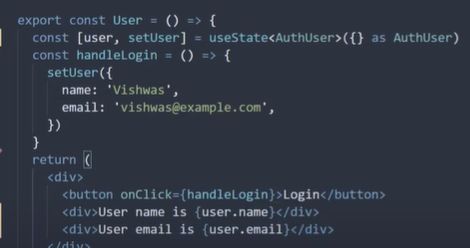 export const User = () => {
const [user, setUser] = useState<AuthUser>({} as AuthUser)
const handleLogin = () => {
setUser({
name: 'Vishwas',
email: 'vishwas@example.com',
})
}
return (
<div>
<button onClick={handleLogin}>Login</button>
<div>User name is {user.name}</div>
<div>User email is {user.email}</div>
</div>